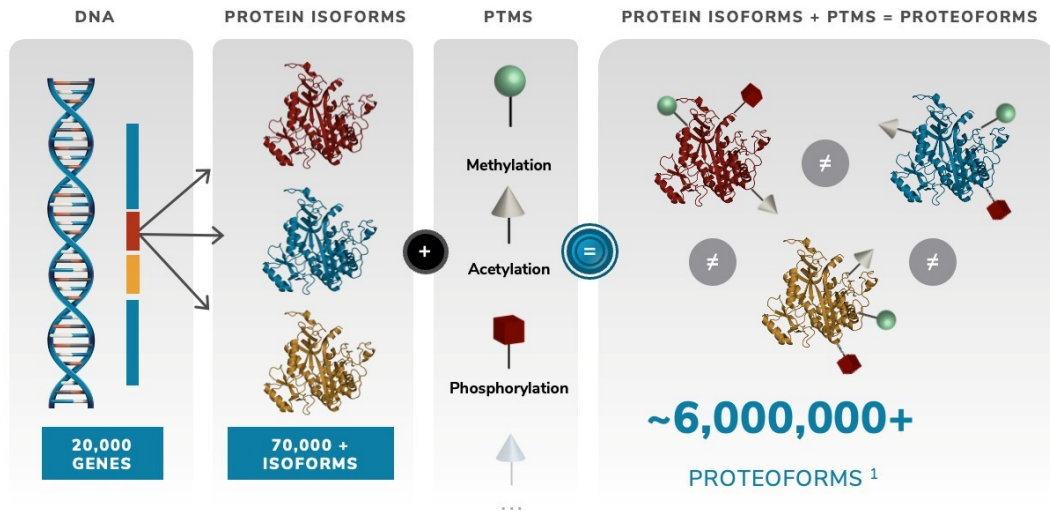 DNA
PROTEIN ISOFORMS
PTMS
PROTEIN ISOFORMS + PTMS = PROTEOFORMS
Methylation
Acetylation
Phosphorylation
...
+
=
≠
≠
≠
20,000
GENES
70,000 +
ISOFORMS
~6,000,000+
PROTEOFORMS 1